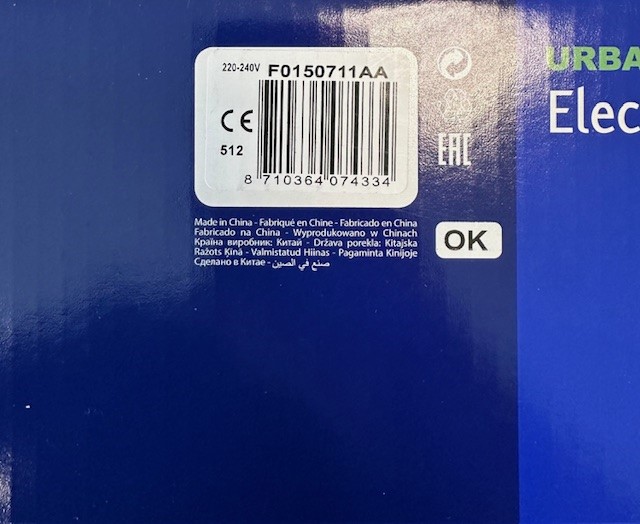 220-240V F0150711AA
CE
512
8 710364 074334
EAC
URBA
Elec
Made in China - Fabriqué en Chine - Fabricado en China
Fabricado na China - Wyprodukowano w Chinach
Країна виробник: Китай - Država porekla: Kitajska
Ražots Ķīnā - Valmistatud Hiinas - Pagaminta Kinijoje
Сделано в Китае - صنع في الصين
OK